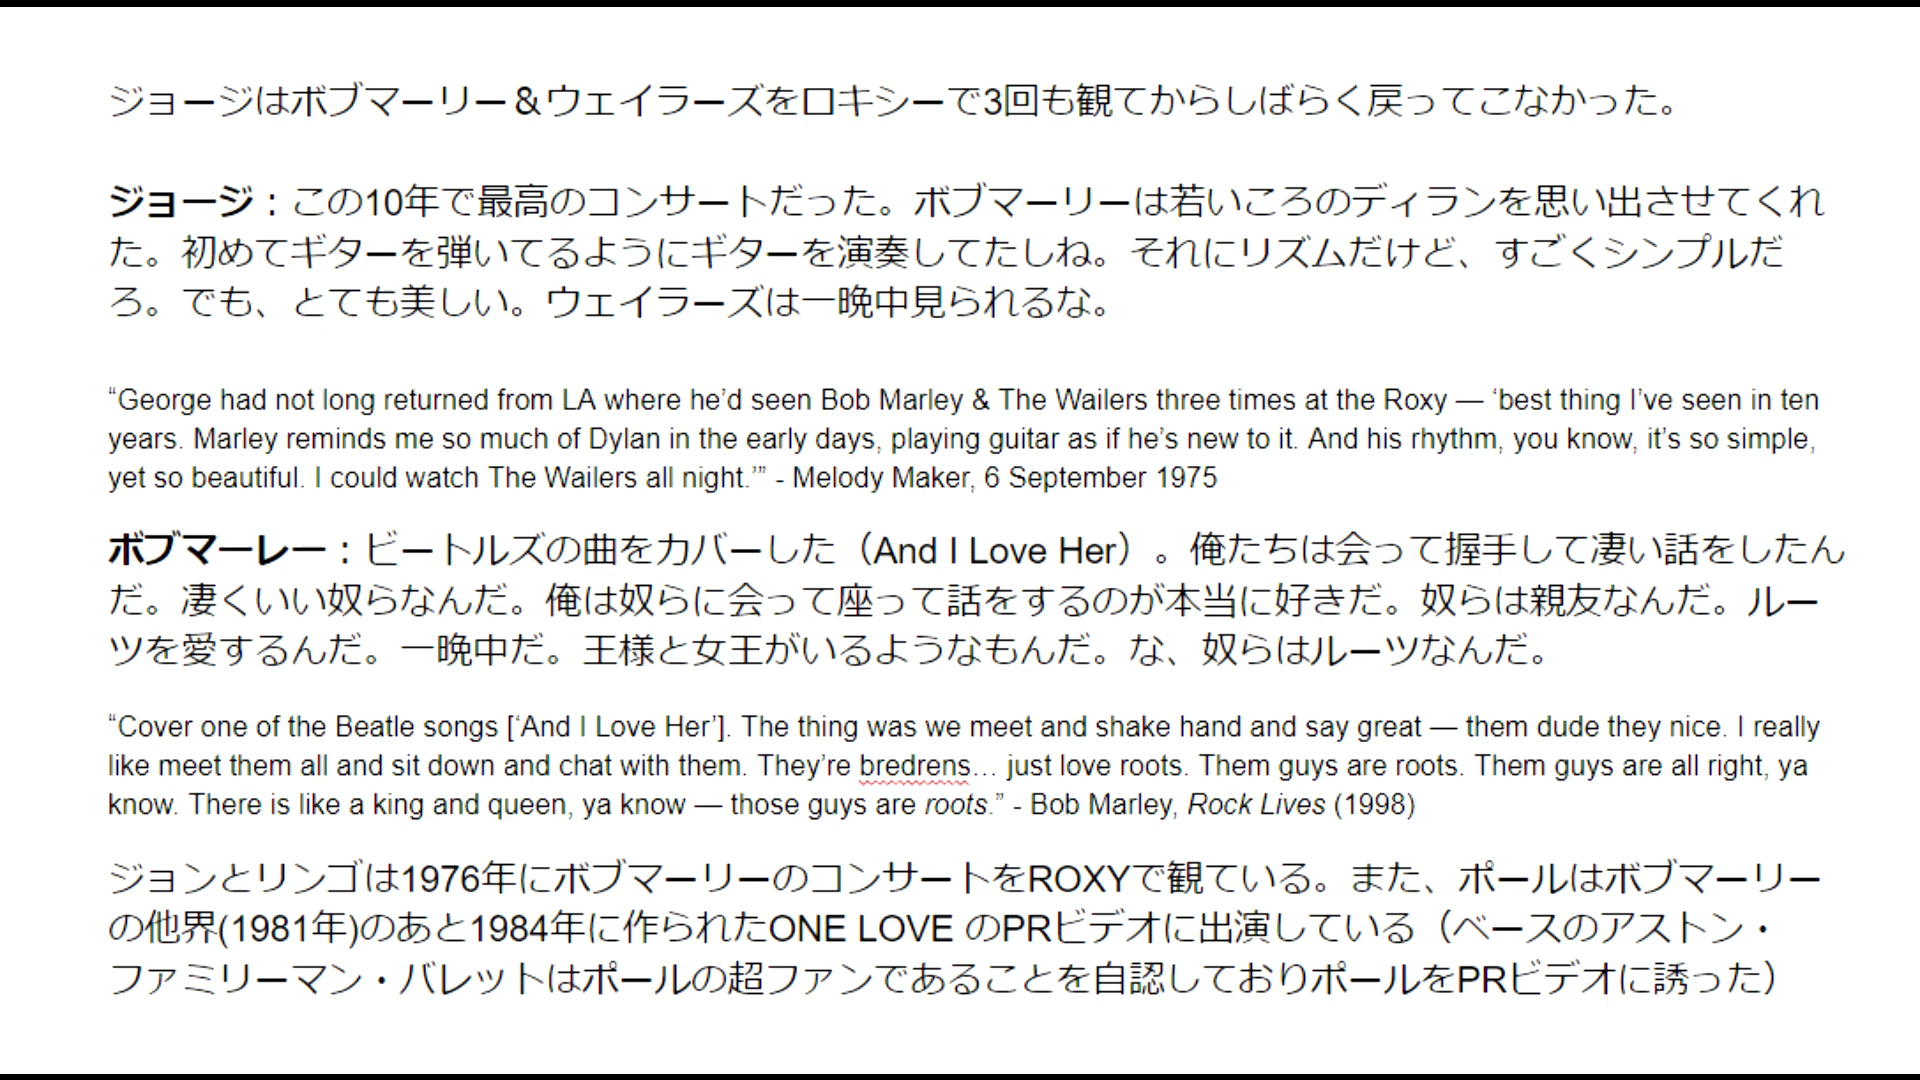 ジョージはボブマーリー＆ウェイラーズをロキシーで3回も観てからしばらく戻ってこなかった。
ジョージ：この10年で最高のコンサートだった。ボブマーリーは若いころのディランを思い出させてくれ
た。初めてギターを弾いてるようにギターを演奏してたしね。それにリズムだけど、すごくシンプルだ
ろ。でも、とても美しい。ウェイラーズは一晩中見られるな。
“George had not long returned from LA where he’d seen Bob Marley & The Wailers three times at the Roxy — ‘best thing I’ve seen in ten
years. Marley reminds me so much of Dylan in the early days, playing guitar as if he’s new to it. And his rhythm, you know, it’s so simple,
yet so beautiful. I could watch The Wailers all night.’” - Melody Maker, 6 September 1975
ボブマーレー：ビートルズの曲をカバーした（And I Love Her）。俺たちは会って握手して凄い話をしたん
だ。凄くいい奴らなんだ。俺は奴らに会って座って話をするのが本当に好きだ。奴らは親友なんだ。ルー
ツを愛するんだ。一晩中だ。王様と女王がいるようなもんだ。な、奴らはルーツなんだ。
“Cover one of the Beatle songs [‘And I Love Her’]. The thing was we meet and shake hand and say great — them dude they nice. I really
like meet them all and sit down and chat with them. They’re bredrens… just love roots. Them guys are roots. Them guys are all right, ya
know. There is like a king and queen, ya know — those guys are roots.” - Bob Marley, Rock Lives (1998)
ジョンとリンゴは1976年にボブマーリーのコンサートをROXYで観ている。また、ポールはボブマーリー
の他界(1981年)のあと1984年に作られたONE LOVE のPRビデオに出演している（ベースのアストン・
ファミリーマン・バレットはポールの超ファンであることを自認しておりポールをPRビデオに誘った）